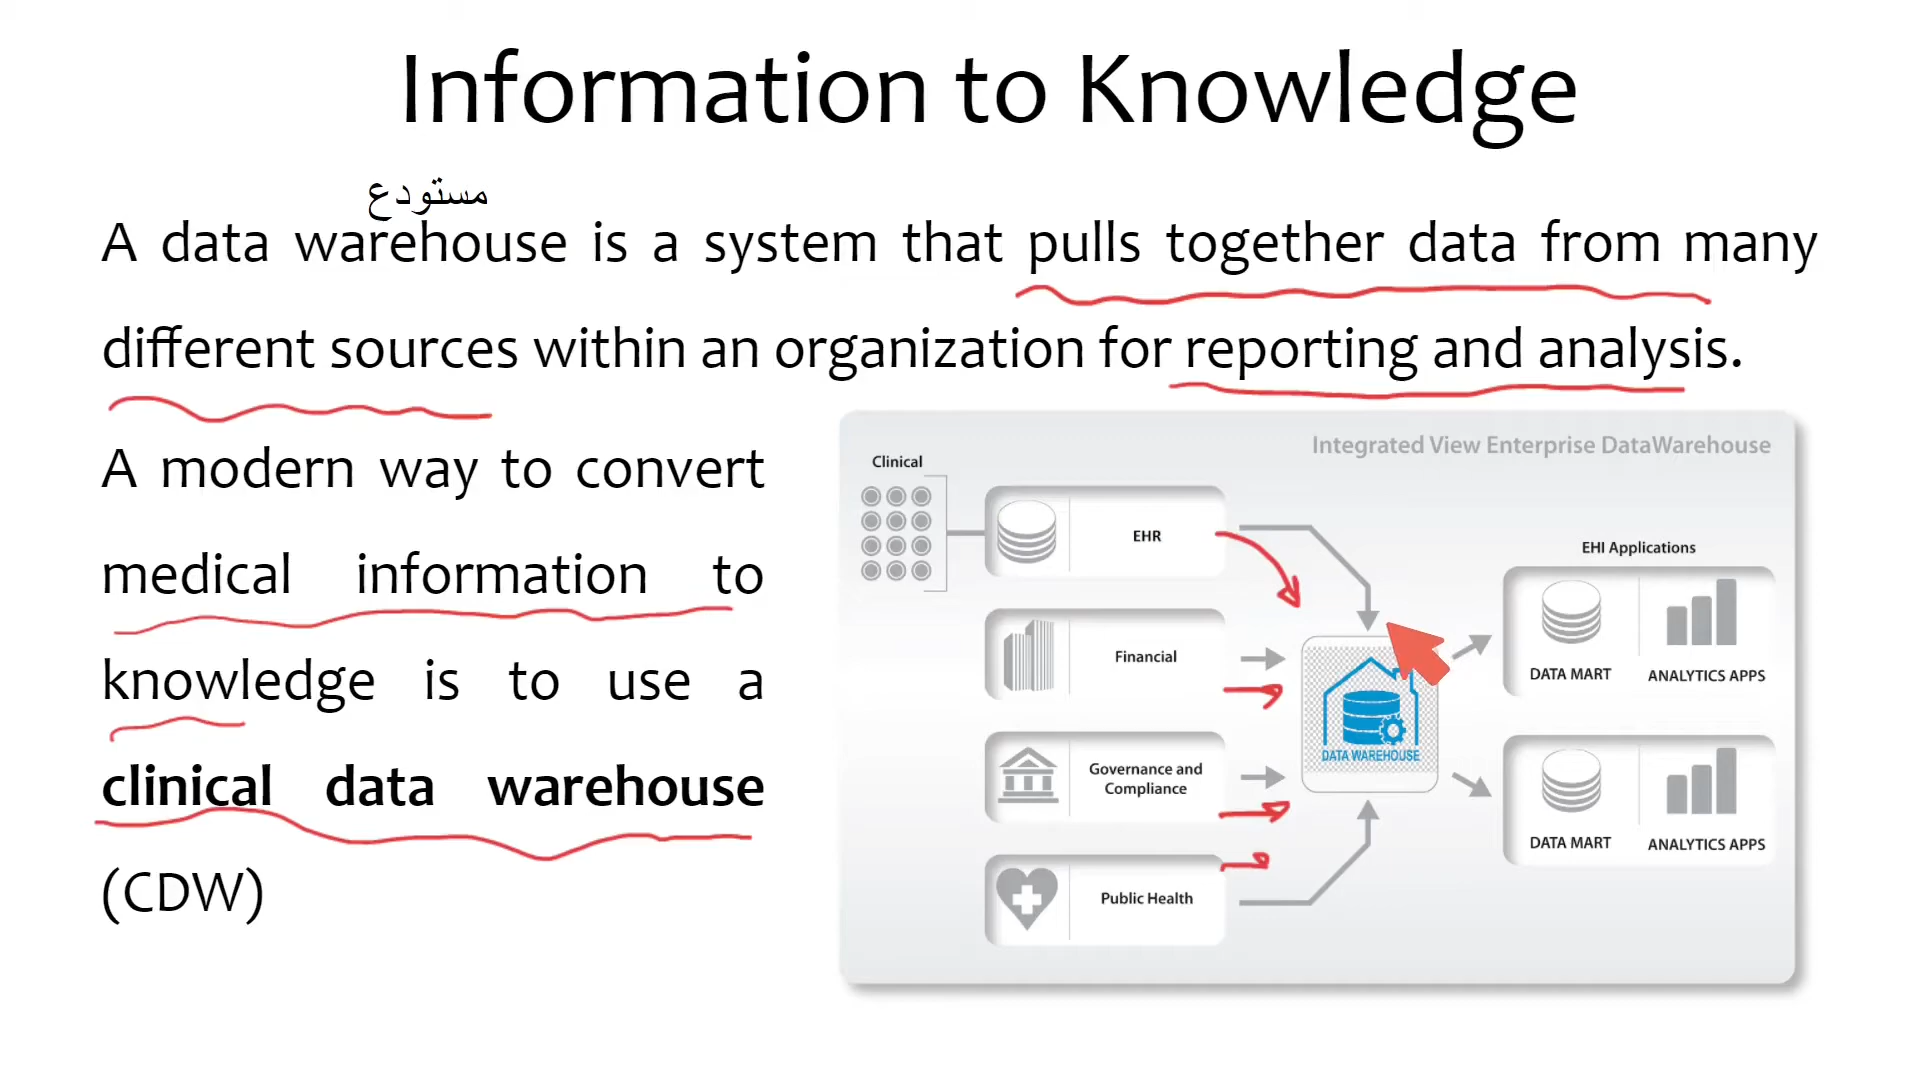 Information to Knowledge
مستودع
A data warehouse is a system that pulls together data from many
different sources within an organization for reporting and analysis.
A modern way to convert
medical information to
knowledge is to use a
clinical data warehouse
(CDW)
Integrated View Enterprise DataWarehouse
Clinical
EHR
Financial
Governance and
Compliance
Public Health
DATA WAREHOUSE
EHI Applications
DATA MART
ANALYTICS APPS
DATA MART
ANALYTICS APPS